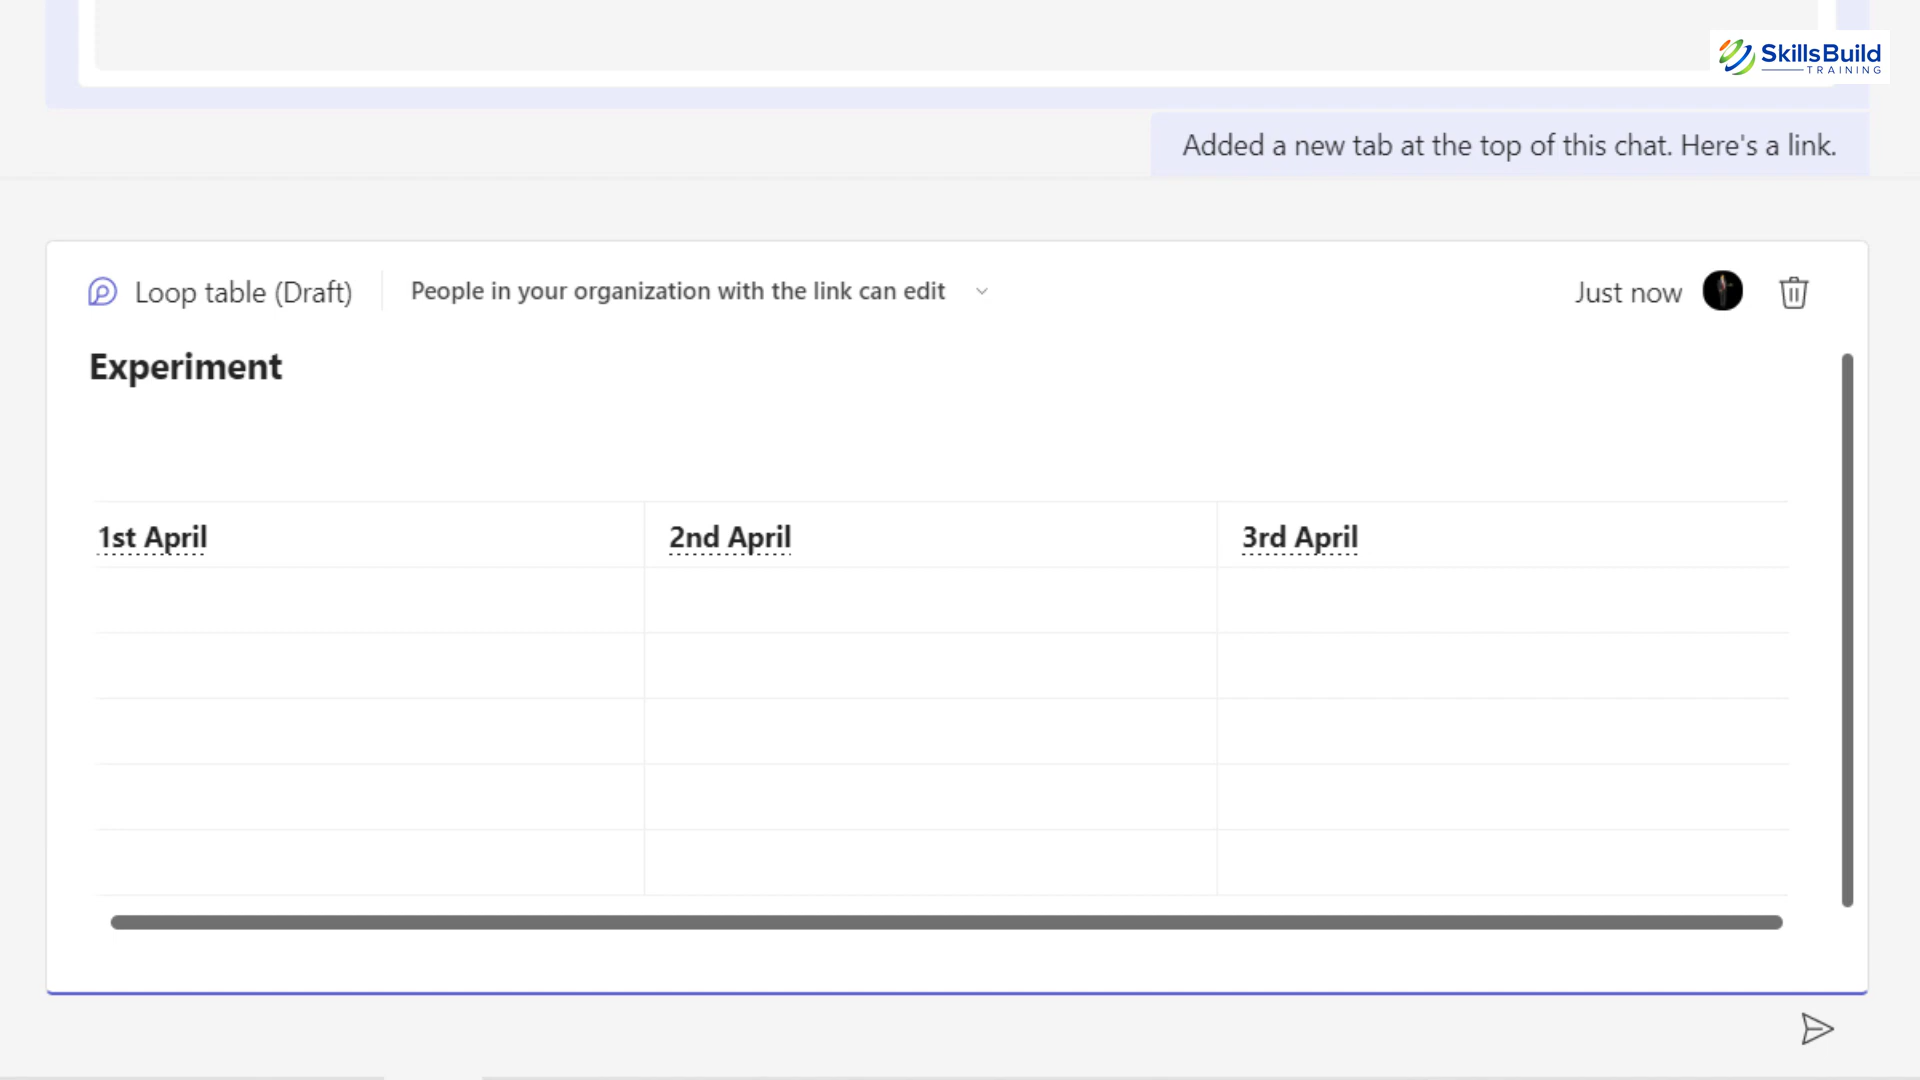 SkillsBuild
TRAINING
Added a new tab at the top of this chat. Here's a link.
Loop table (Draft)
People in your organization with the link can edit
Just now
Experiment
1st April
2nd April
3rd April